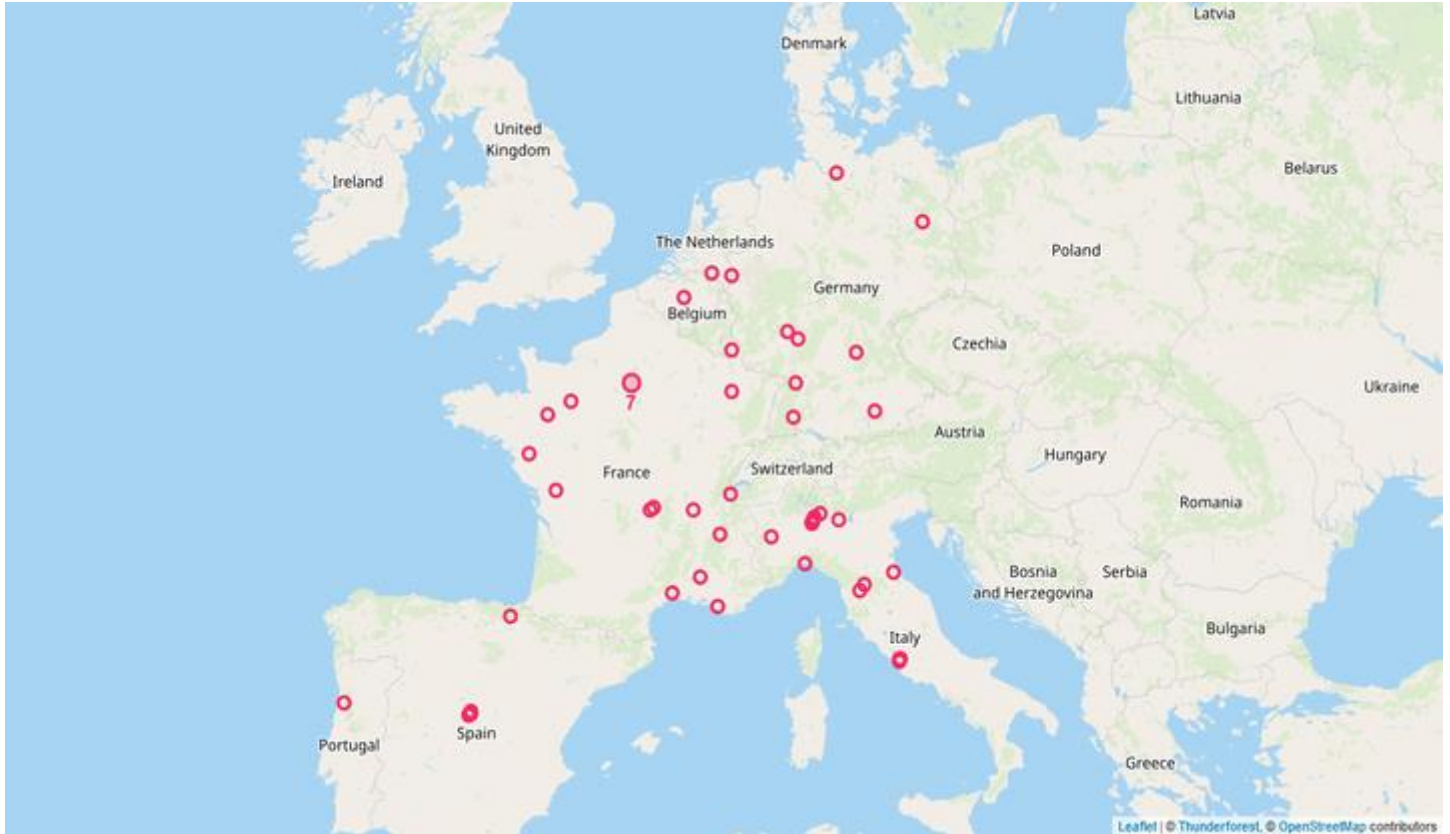 Latvia
Denmark
Lithuania
United
Kingdom
Belarus
Ireland
The Netherlands
Poland
Germany
Belgium
Czechia
Ukraine
7
Austria
Hungary
France
Switzerland
Romania
Bosnia
and Herzegovina
Serbia
Bulgaria
Italy
Spain
Portugal
Greece
Leaflet | © Thunderforest, © OpenStreetMap contributors